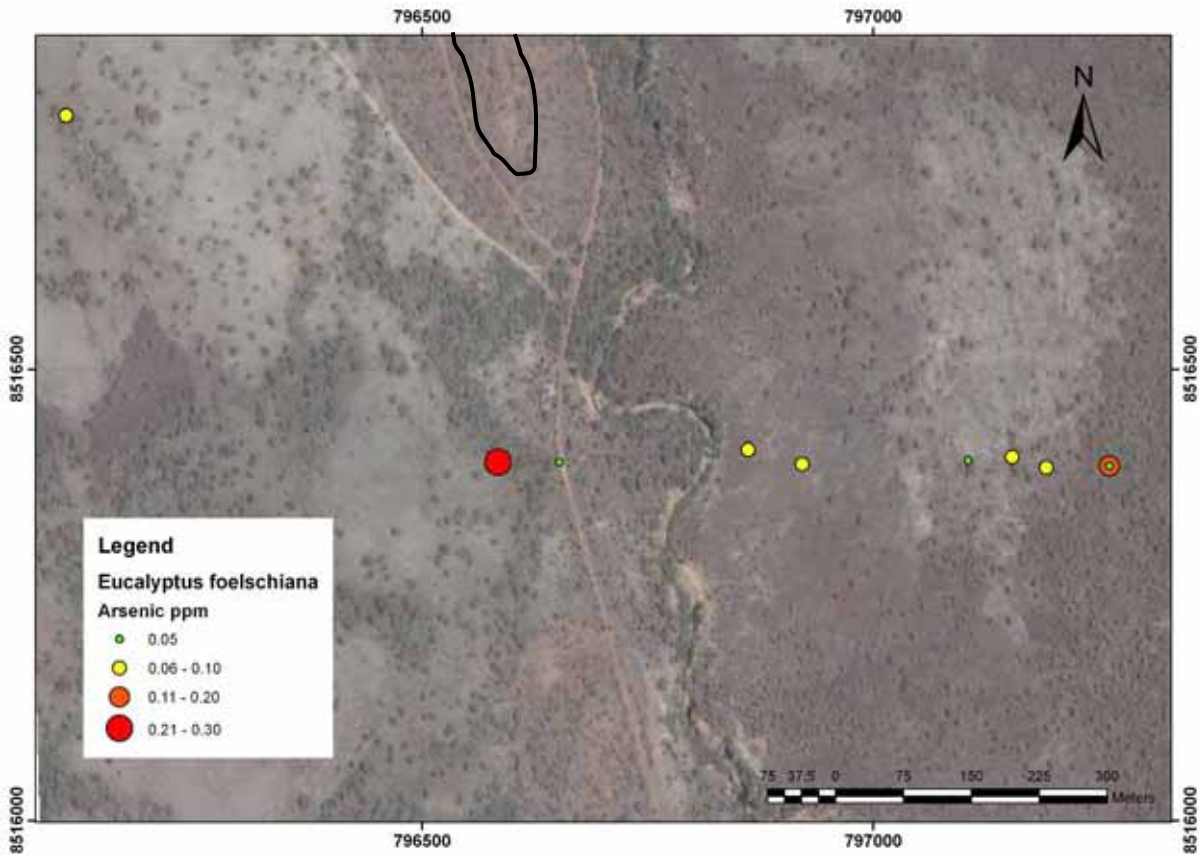 796500 797000
N
8516500 8516500
Legend
Eucalyptus foelschiana
Arsenic ppm
0.05
0.06 - 0.10
0.11 - 0.20
0.21 - 0.30
75 37.5 0 75 150 225 300
Meters
8516000 8516000
796500 797000